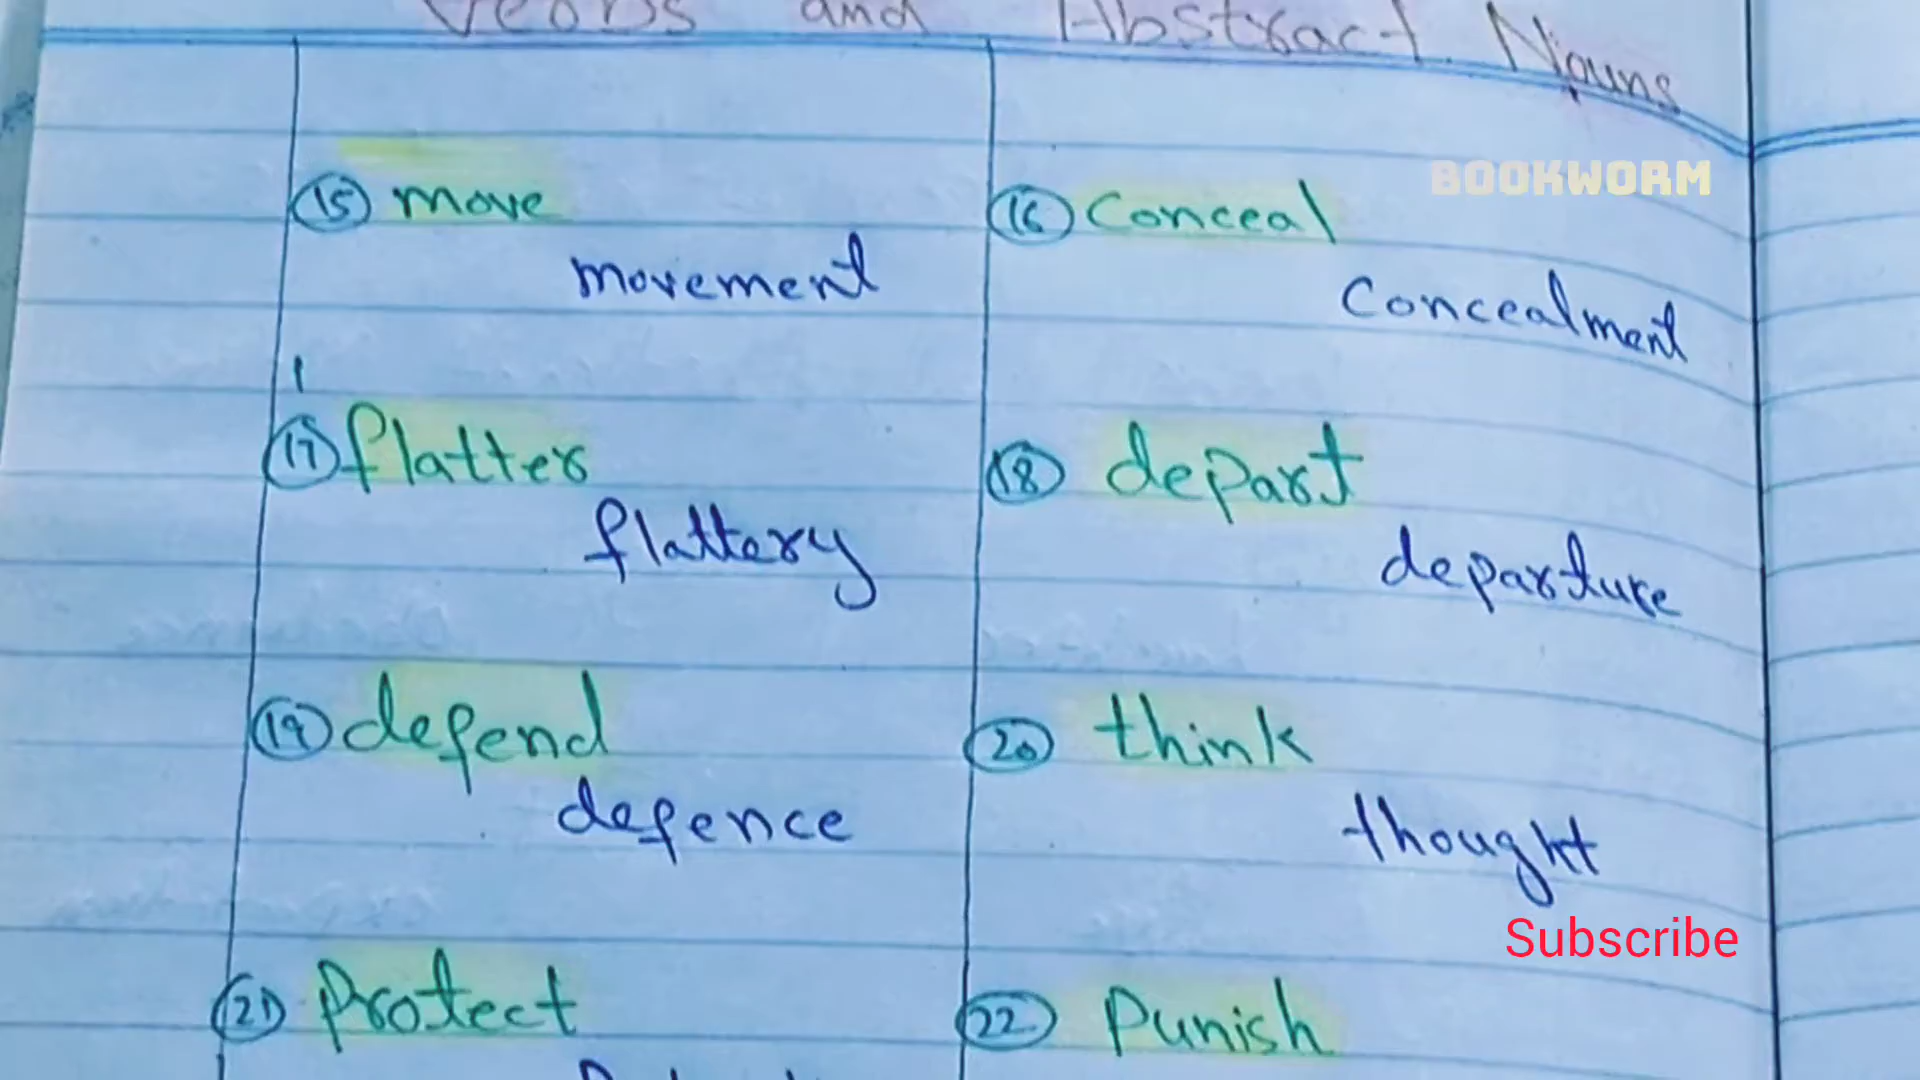 Verbs and Abstract Nouns
BOOKWORM
15 move
movement
16 Conceal
Concealment
17 flatter
flattery
18 depart
departure
19 defend
defence
20 think
thought
Subscribe
21 Protect
22 Punish